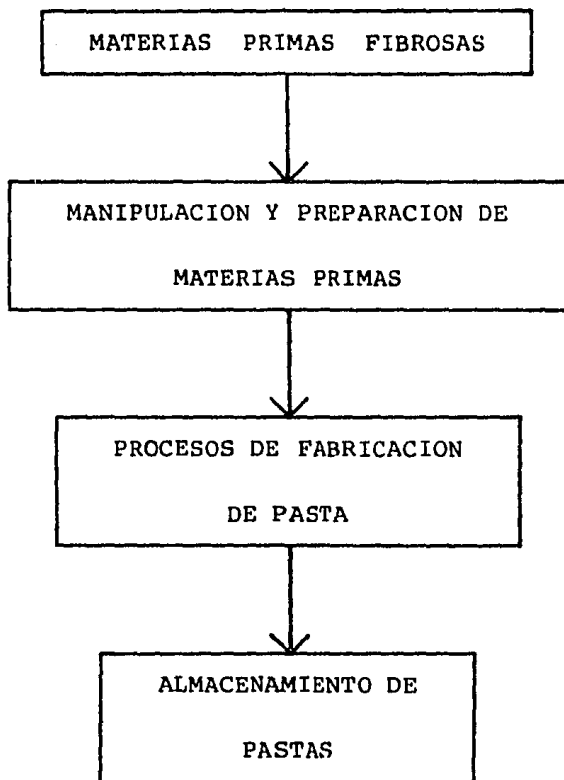 MATERIAS PRIMAS FIBROSAS
MANIPULACION Y PREPARACION DE
MATERIAS PRIMAS
PROCESOS DE FABRICACION
DE PASTA
ALMACENAMIENTO DE
PASTAS